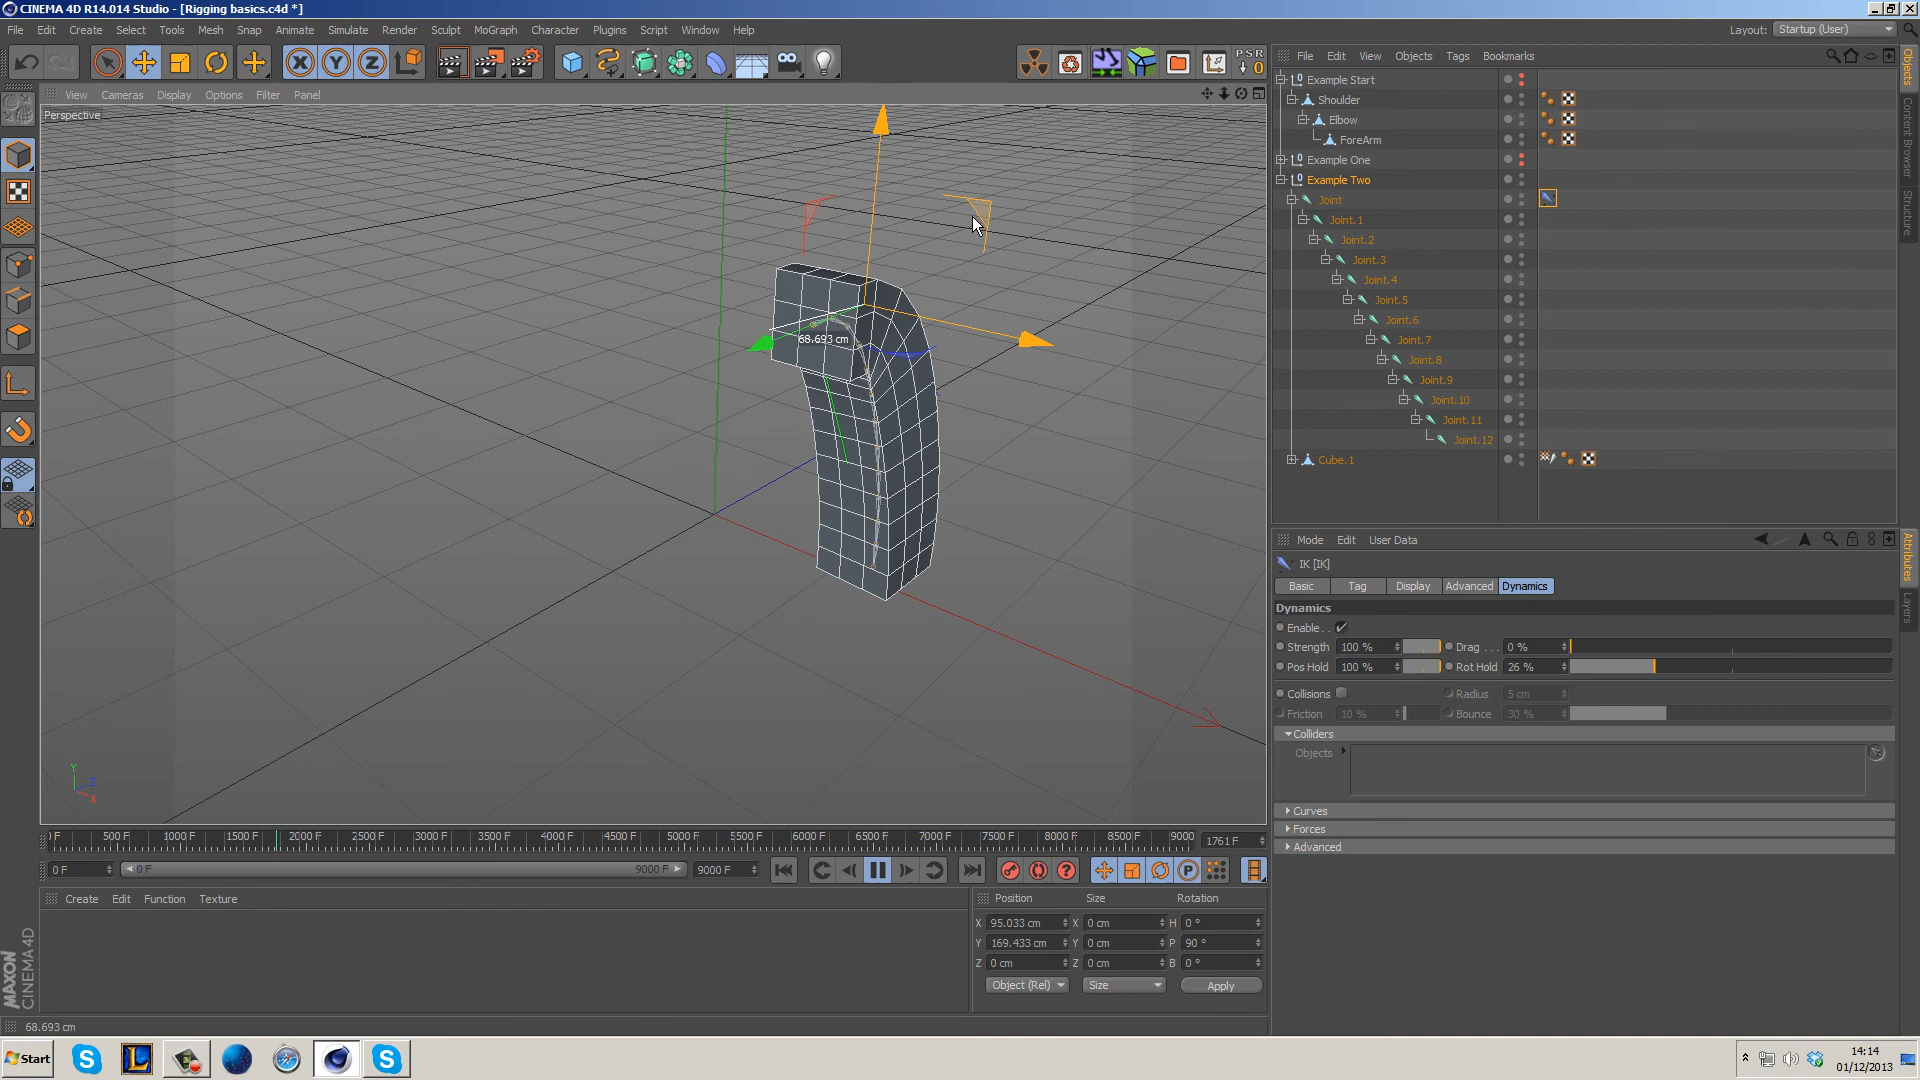 CINEMA 4D R14.014 Studio - [Rigging basics.c4d *]
File Edit Create Select Tools Mesh Snap Animate Simulate Render Sculpt MoGraph Character Plugins Script Window Help
Layout: Startup (User)
PSR
0
X Y Z
File Edit View Objects Tags Bookmarks
View Cameras Display Options Filter Panel
Perspective
Example Start
Shoulder
Elbow
ForeArm
Example One
Example Two
Joint
Joint.1
Joint.2
Joint.3
Joint.4
Joint.5
Joint.6
Joint.7
Joint.8
Joint.9
Joint.10
Joint.11
Joint.12
Cube.1
Objects
Content Browser
Structure
68.693 cm
Y
Z
X
Mode Edit User Data
IK [IK]
Basic Tag Display Advanced Dynamics
Dynamics
Enable . .
Strength 100 % Drag . . . 0 %
Pos Hold 100 % Rot Hold 26 %
Collisions Radius 5 cm
Friction 10 % Bounce 30 %
Colliders
Objects
Curves
Forces
Advanced
Attributes
Layers
F 500 F 1000 F 1500 F 2000 F 2500 F 3000 F 3500 F 4000 F 4500 F 5000 F 5500 F 6000 F 6500 F 7000 F 7500 F 8000 F 8500 F 9000 1761 F
0 F 0 F 9000 F 9000 F
P
Create Edit Function Texture
Position Size Rotation
X 95.033 cm X 0 cm H 0 °
Y 169.433 cm Y 0 cm P 90 °
Z 0 cm Z 0 cm B 0 °
Object (Rel) Size Apply
MAXON
CINEMA 4D
68.693 cm
Start
14:14
01/12/2013